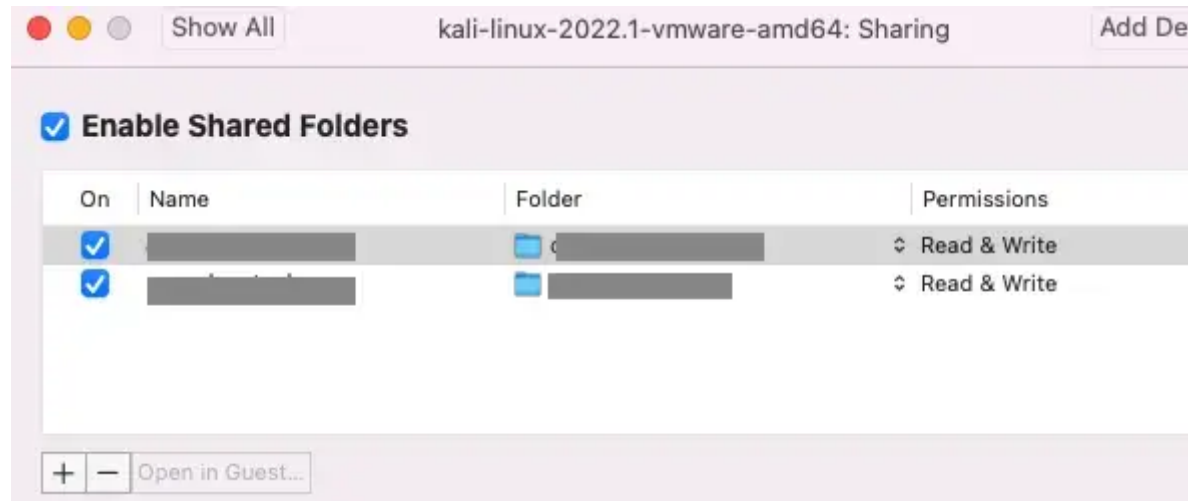 Show All kali-linux-2022.1-vmware-amd64: Sharing Add De
Enable Shared Folders
On Name Folder Permissions
Read & Write
Read & Write
+ − Open in Guest...